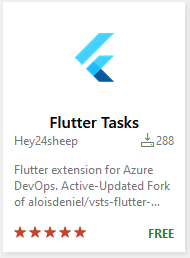 Flutter Tasks
Hey24sheep 288
Flutter extension for Azure
DevOps. Active-Updated Fork
of aloisdeniel/vsts-flutter-...
FREE